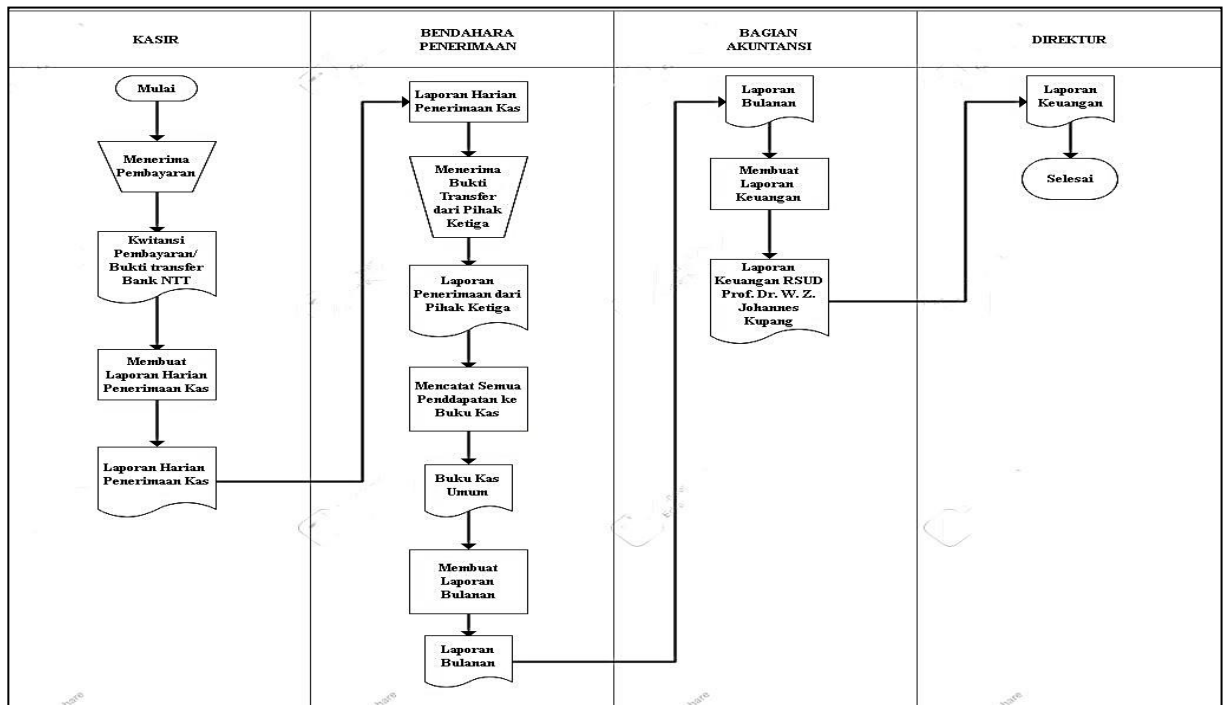 KASIR
BENDAHARA
PENERIMAAN
BAGIAN
AKUNTANSI
DIREKTUR
Mulai
Menerima
Pembayaran
Kwitansi
Pembayaran/
Bukti transfer
Bank NTT
Membuat
Laporan Harian
Penerimaan Kas
Laporan Harian
Penerimaan Kas
Laporan Harian
Penerimaan Kas
Menerima
Bukti
Transfer
dari Pihak
Ketiga
Laporan
Penerimaan dari
Pihak Ketiga
Mencatat Semua
Penddapatan ke
Buku Kas
Buku Kas
Umum
Membuat
Laporan
Bulanan
Laporan
Bulanan
Laporan
Bulanan
Membuat
Laporan
Keuangan
Laporan
Keuangan RSUD
Prof. Dr. W. Z.
Johannes
Kupang
Laporan
Keuangan
Selesai